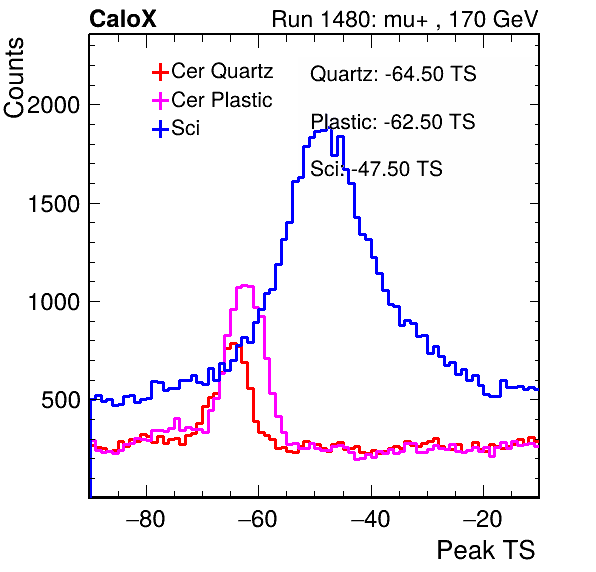 CaloX Run 1480: mu+ , 170 GeV
Counts
Cer Quartz
Cer Plastic
Sci
Quartz: -64.50 TS
Plastic: -62.50 TS
Sci: -47.50 TS
2000
1500
1000
500
−80 −60 −40 −20
Peak TS